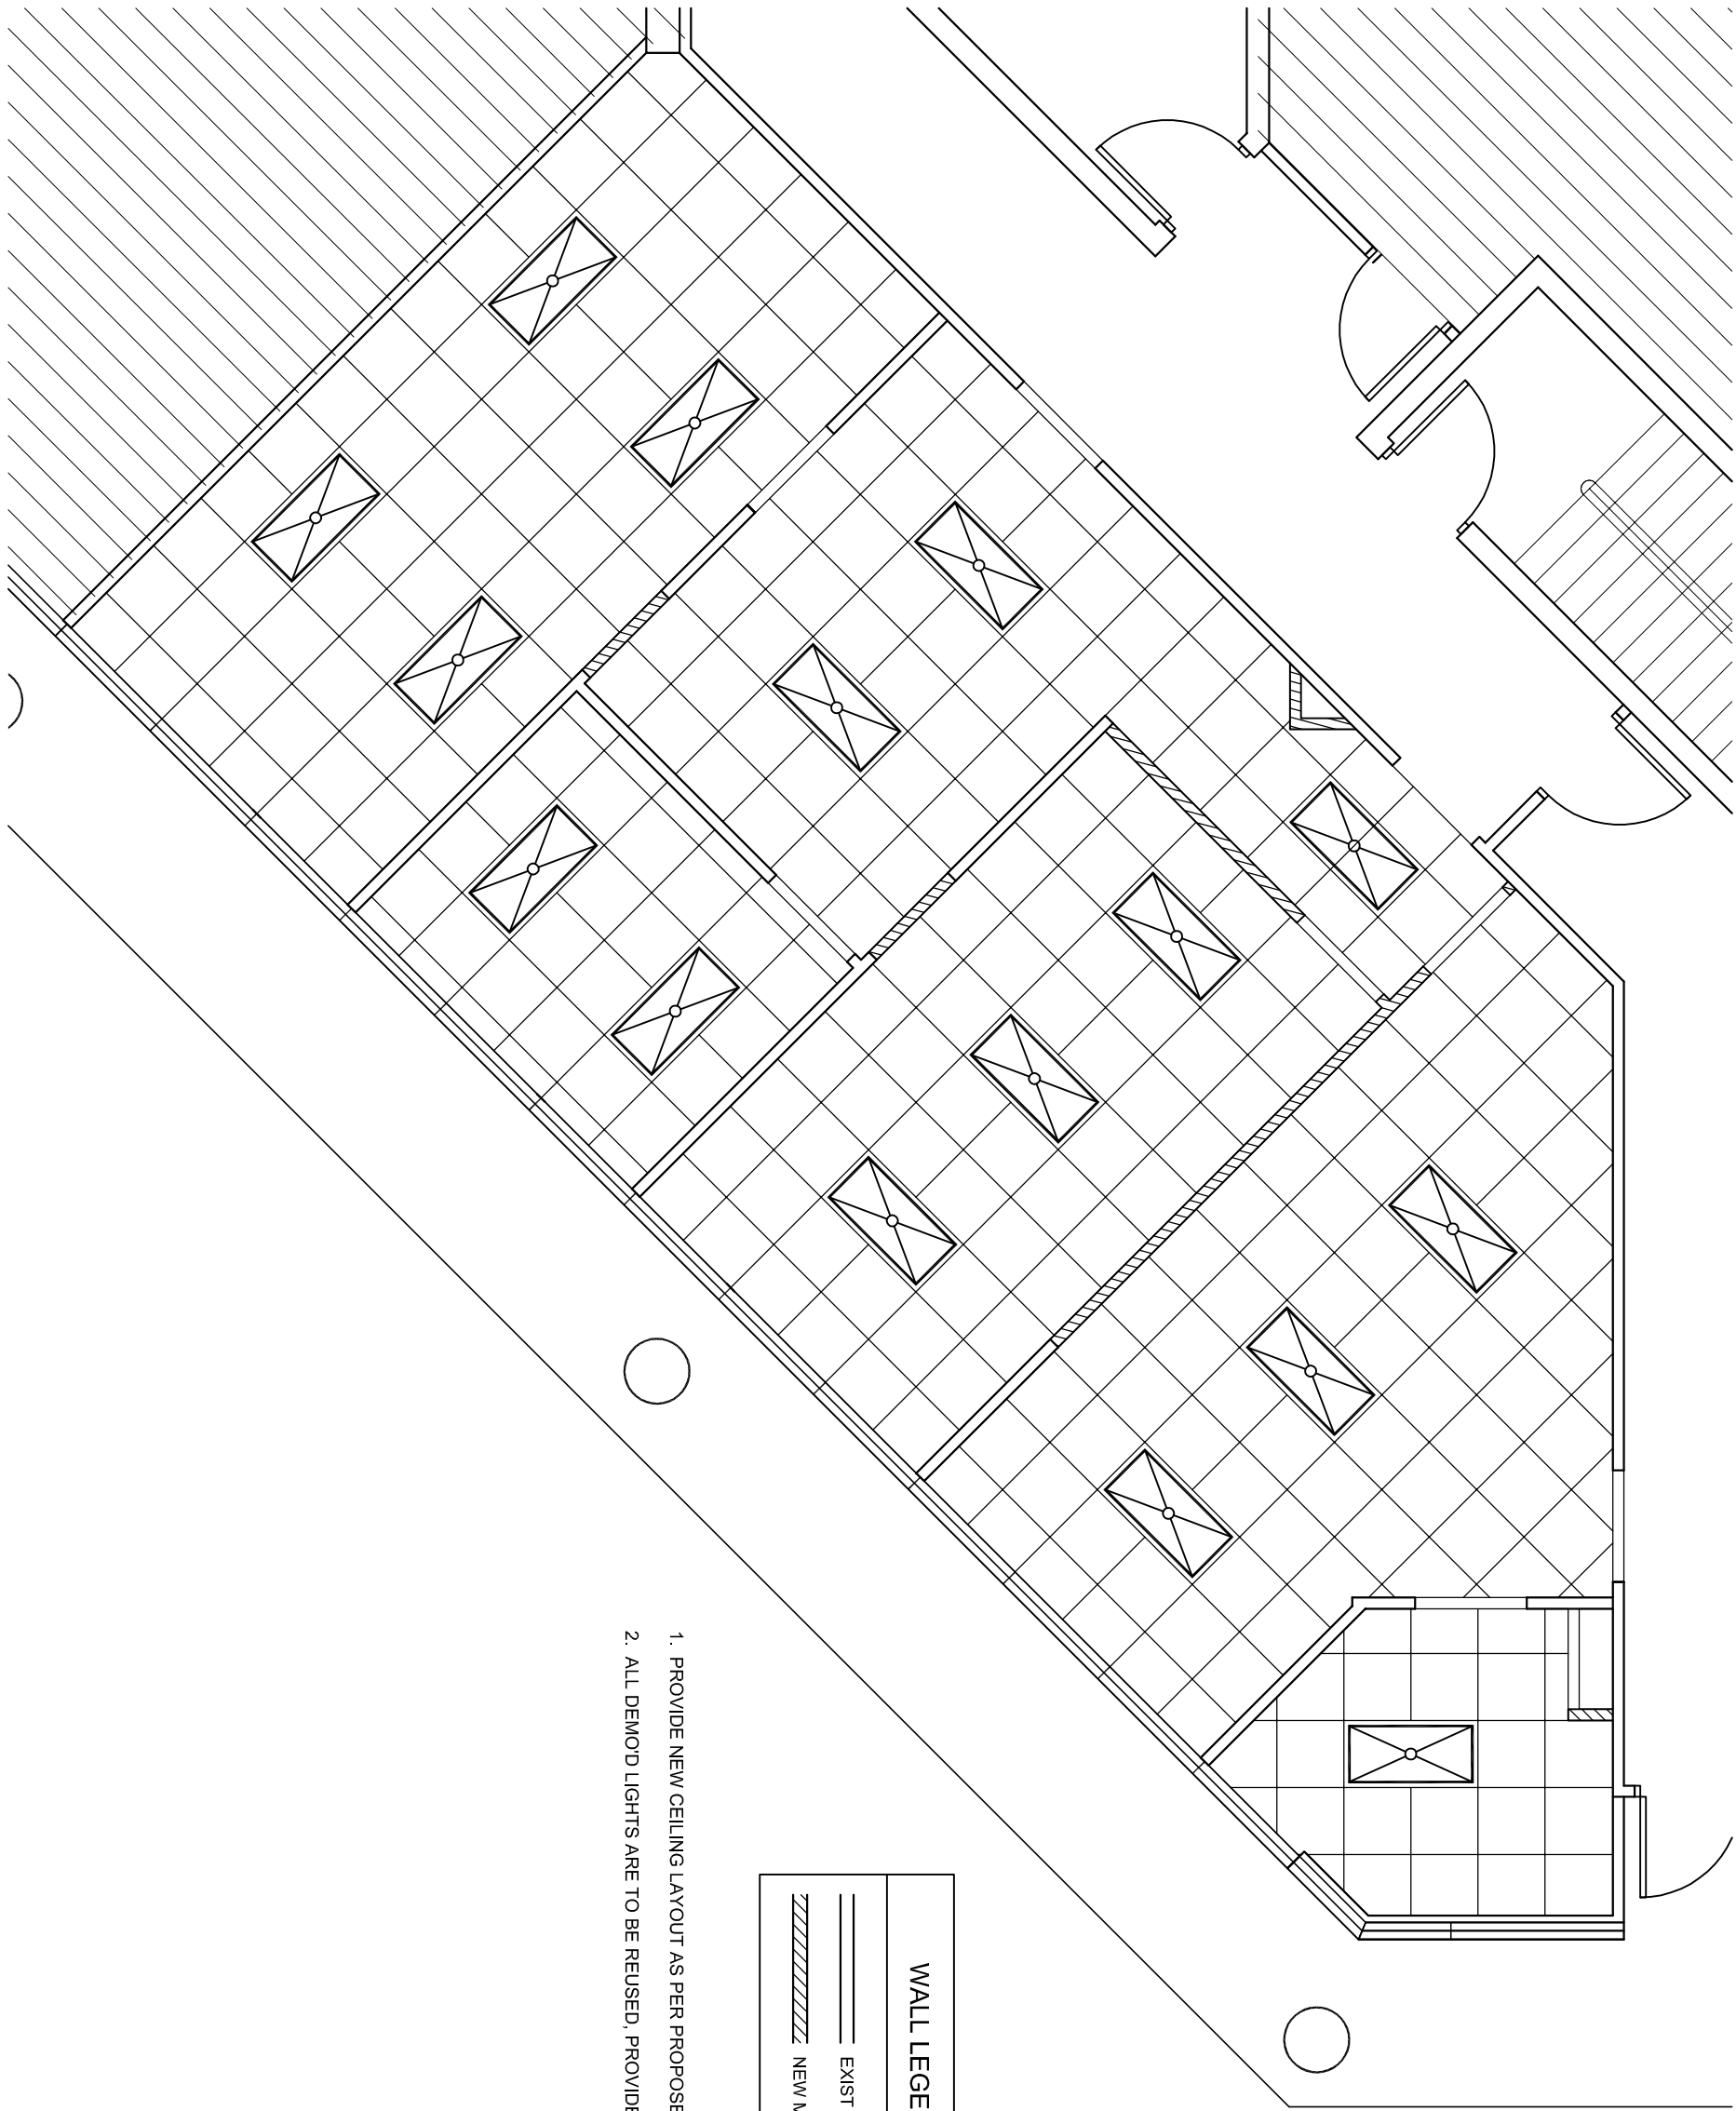 WALL LEGE
EXIST
NEW
1. PROVIDE NEW CEILING LAYOUT AS PER PROPOSE
2. ALL DEMO'D LIGHTS ARE TO BE REUSED, PROVIDE